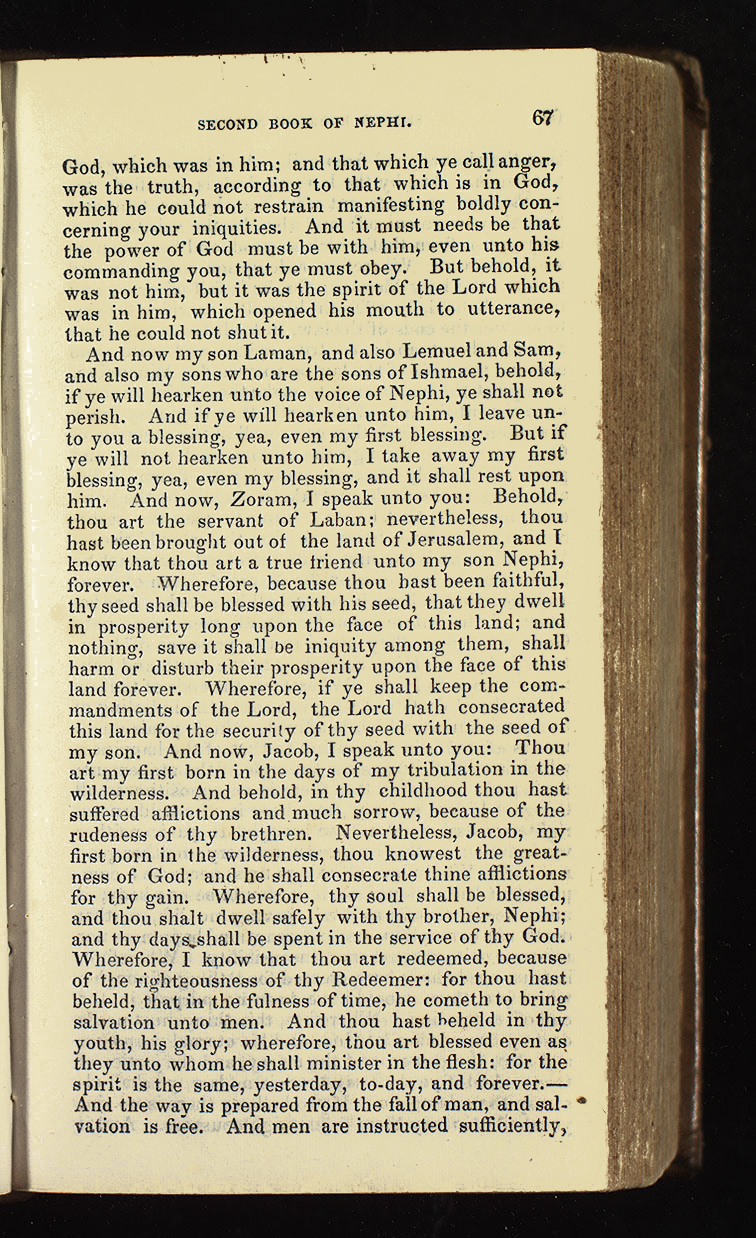 SECOND BOOK OF NEPHI. 67
God, which was in him; and that which ye call anger,
was the truth, according to that which is in God,
which he could not restrain manifesting boldly con-
cerning your iniquities. And it must needs be that
the power of God must be with him, even unto his
commanding you, that ye must obey. But behold, it
was not him, but it was the spirit of the Lord which
was in him, which opened his mouth to utterance,
that he could not shut it.
And now my son Laman, and also Lemuel and Sam,
and also my sons who are the sons of Ishmael, behold,
if ye will hearken unto the voice of Nephi, ye shall not
perish. And if ye will hearken unto him, I leave un-
to you a blessing, yea, even my first blessing. But if
ye will not hearken unto him, I take away my first
blessing, yea, even my blessing, and it shall rest upon
him. And now, Zoram, I speak unto you: Behold,
thou art the servant of Laban; nevertheless, thou
hast been brought out of the land of Jerusalem, and I
know that thou art a true friend unto my son Nephi,
forever. Wherefore, because thou hast been faithful,
thy seed shall be blessed with his seed, that they dwell
in prosperity long upon the face of this land; and
nothing, save it shall be iniquity among them, shall
harm or disturb their prosperity upon the face of this
land forever. Wherefore, if ye shall keep the com-
mandments of the Lord, the Lord hath consecrated
this land for the security of thy seed with the seed of
my son. And now, Jacob, I speak unto you: Thou
art my first born in the days of my tribulation in the
wilderness. And behold, in thy childhood thou hast
suffered afflictions and much sorrow, because of the
rudeness of thy brethren. Nevertheless, Jacob, my
first born in the wilderness, thou knowest the great-
ness of God; and he shall consecrate thine afflictions
for thy gain. Wherefore, thy soul shall be blessed,
and thou shalt dwell safely with thy brother, Nephi;
and thy days shall be spent in the service of thy God.
Wherefore, I know that thou art redeemed, because
of the righteousness of thy Redeemer: for thou hast
beheld, that in the fulness of time, he cometh to bring
salvation unto men. And thou hast beheld in thy
youth, his glory; wherefore, thou art blessed even as
they unto whom he shall minister in the flesh: for the
spirit is the same, yesterday, to-day, and forever.—
And the way is prepared from the fall of man, and sal-
vation is free. And men are instructed sufficiently,